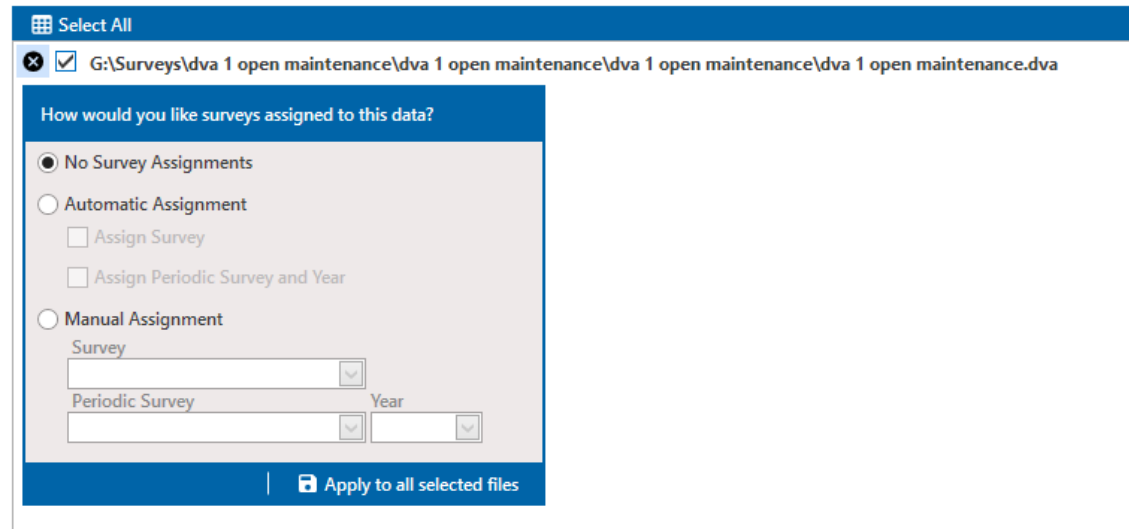 Select All
G:\Surveys\dva 1 open maintenance\dva 1 open maintenance\dva 1 open maintenance\dva 1 open maintenance.dva
How would you like surveys assigned to this data?
No Survey Assignments
Automatic Assignment
Assign Survey
Assign Periodic Survey and Year
Manual Assignment
Survey
Periodic Survey Year
Apply to all selected files